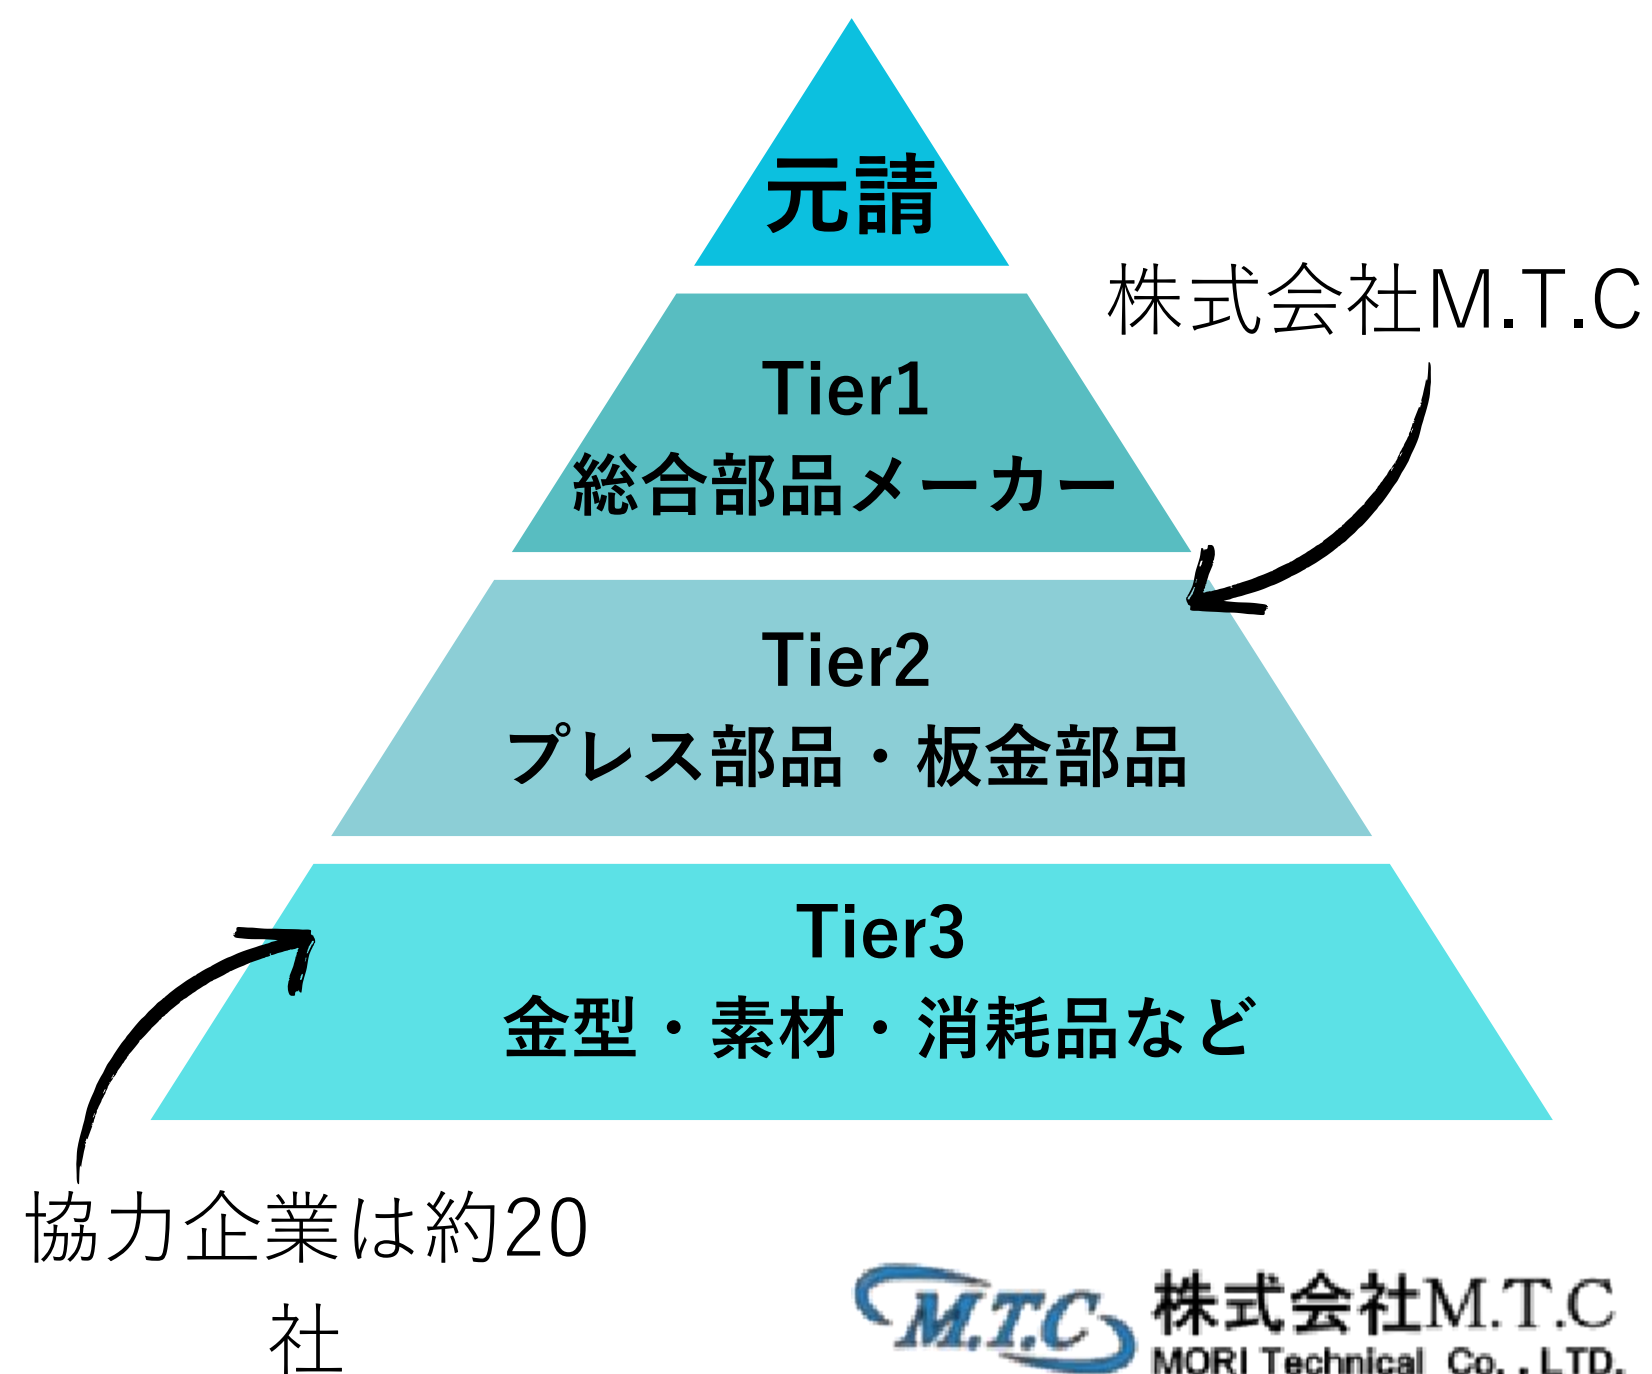 元請
株式会社M.T.C
Tier1
総合部品メーカー
Tier2
プレス部品・板金部品
Tier3
金型・素材・消耗品など
協力企業は約20
社
M.T.C 株式会社M.T.C
MORI Technical Co. , LTD.